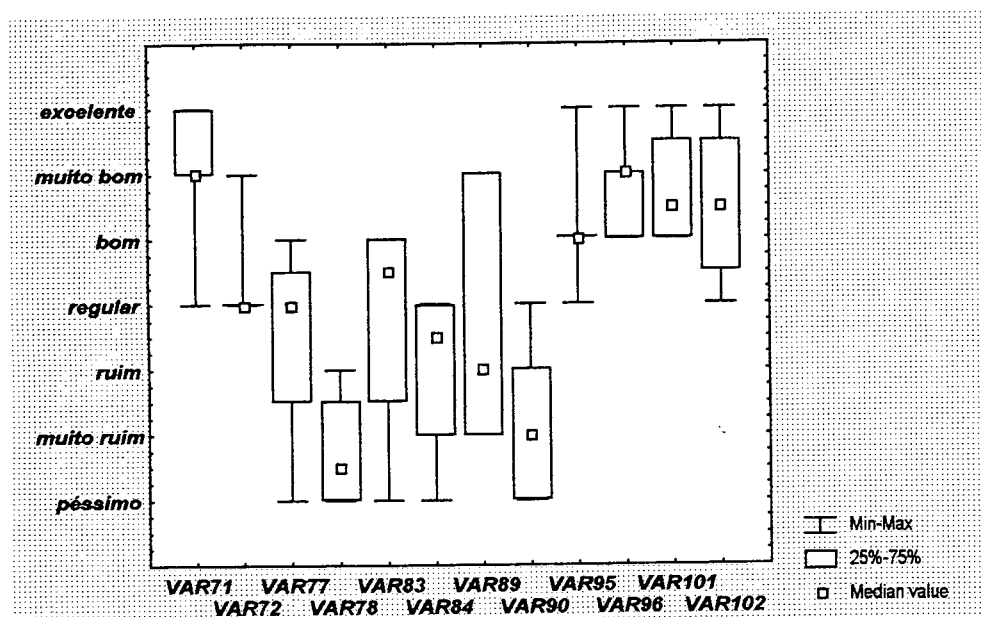 excelente
muito bom
bom
regular
ruim
muito ruim
péssimo
VAR71 VAR77 VAR83 VAR89 VAR95 VAR101
VAR72 VAR78 VAR84 VAR90 VAR96 VAR102
Min-Max
25%-75%
Median value